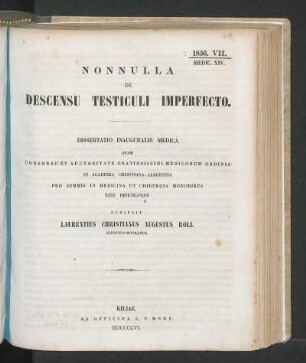 1856. VII.
MEDIC. XIV.
NONNULLA
DE
DESCENSU TESTICULI IMPERFECTO.
DISSERTATIO INAUGURALIS MEDICA
QUAM
CONSENSU ET AUCTORITATE GRATIOSISSIMI MEDICORUM ORDINIS
IN ACADEMIA CHRISTIANA ALBERTINA
PRO SUMMIS IN MEDICINA ET CHIRURGIA HONORIBUS
RITE IMPETRANDIS
SCRIPSIT
LAURENTIUS CHRISTIANUS AUGUSTUS ROLL
KILIAE.
EX OFFICINA C. F. MOHR.
MDCCCLVI.